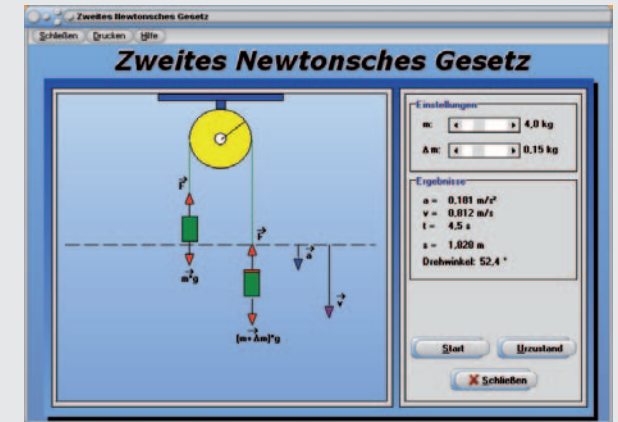 Zweites Newtonsches Gesetz
Schließen Drucken Hilfe
Zweites Newtonsches Gesetz
Einstellungen
m: 4,0 kg
Δ m: 0,15 kg
Ergebnisse
a = 0,181 m/s²
v = 0,812 m/s
t = 4,5 s
s = 1,828 m
Drehwinkel: 52,4 °
F
F
m*g
a
v
(m+Δm)*g
Start Urzustand
Schließen